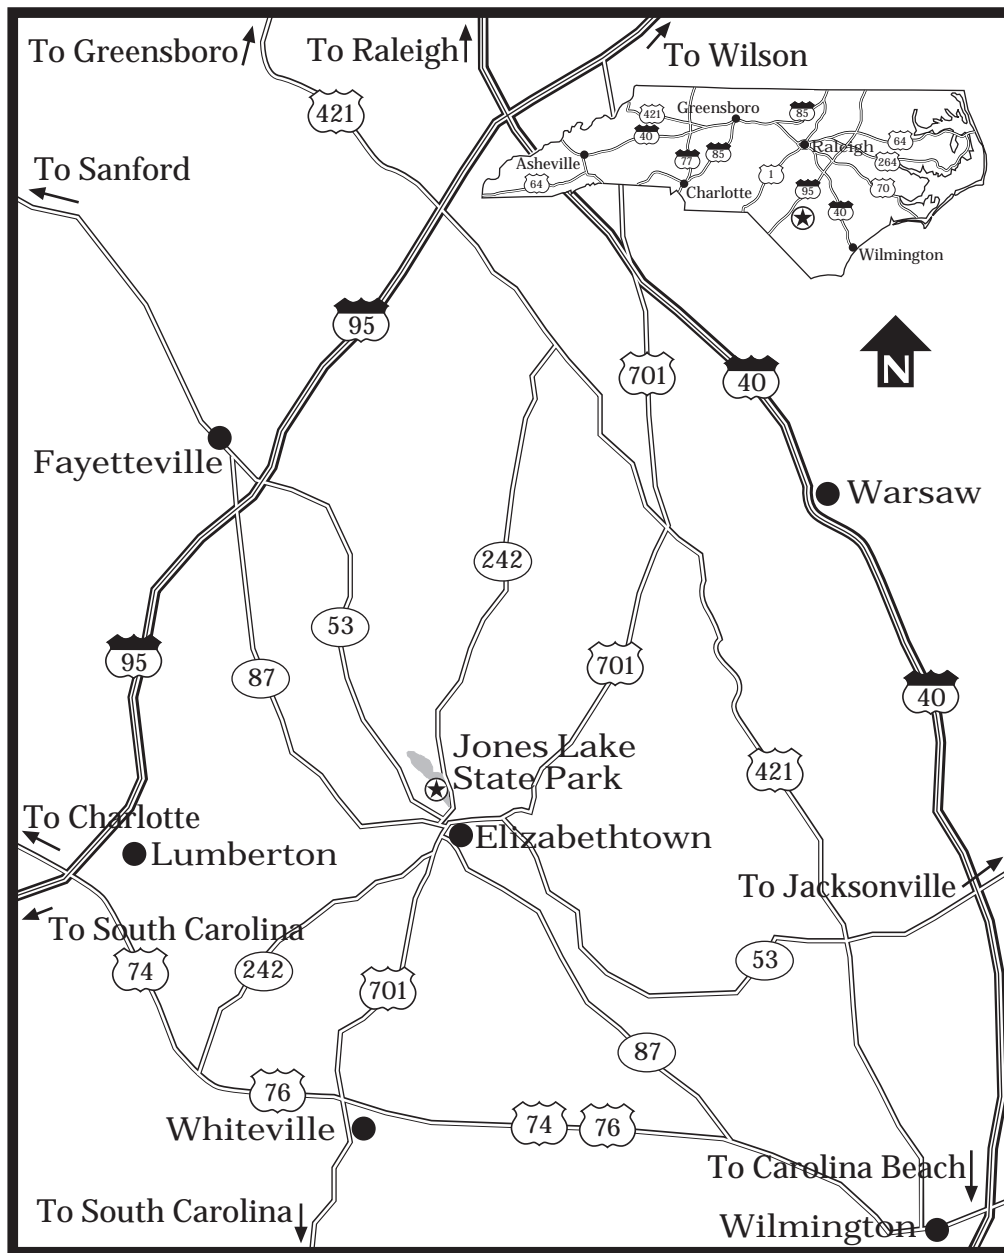 To Greensboro
To Raleigh
To Wilson
421
To Sanford
Greensboro
421
40
85
Raleigh
64
Asheville
77
85
264
64
Charlotte
1
95
70
40
Wilmington
95
N
701
40
Fayetteville
Warsaw
242
53
95
87
701
40
Jones Lake
State Park
421
To Charlotte
Lumberton
Elizabethtown
To Jacksonville
To South Carolina
74
242
701
53
87
76
Whiteville
74
76
To Carolina Beach
To South Carolina
Wilmington